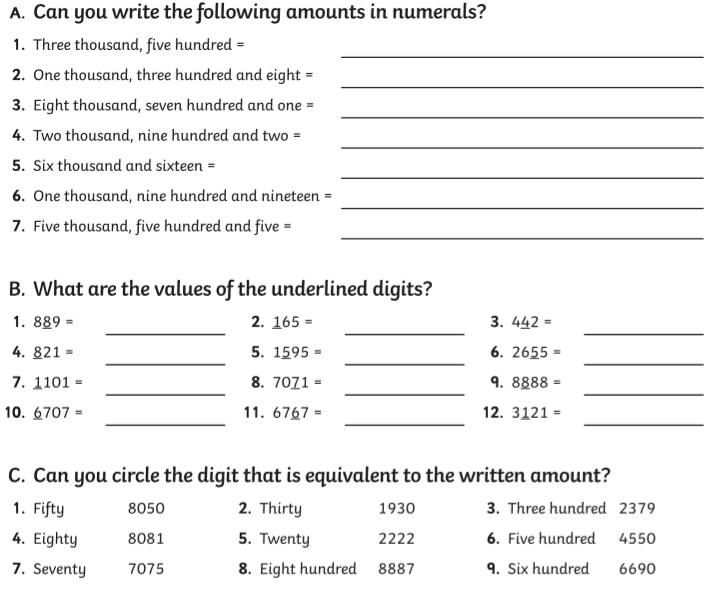 A. Can you write the following amounts in numerals?
1. Three thousand, five hundred =
2. One thousand, three hundred and eight =
3. Eight thousand, seven hundred and one =
4. Two thousand, nine hundred and two =
5. Six thousand and sixteen =
6. One thousand, nine hundred and nineteen =
7. Five thousand, five hundred and five =
B. What are the values of the underlined digits?
1. 889 = 2. 165 = 3. 442 =
4. 821 = 5. 1595 = 6. 2655 =
7. 1101 = 8. 7071 = 9. 8888 =
10. 6707 = 11. 6767 = 12. 3121 =
C. Can you circle the digit that is equivalent to the written amount?
1. Fifty 8050 2. Thirty 1930 3. Three hundred 2379
4. Eighty 8081 5. Twenty 2222 6. Five hundred 4550
7. Seventy 7075 8. Eight hundred 8887 9. Six hundred 6690